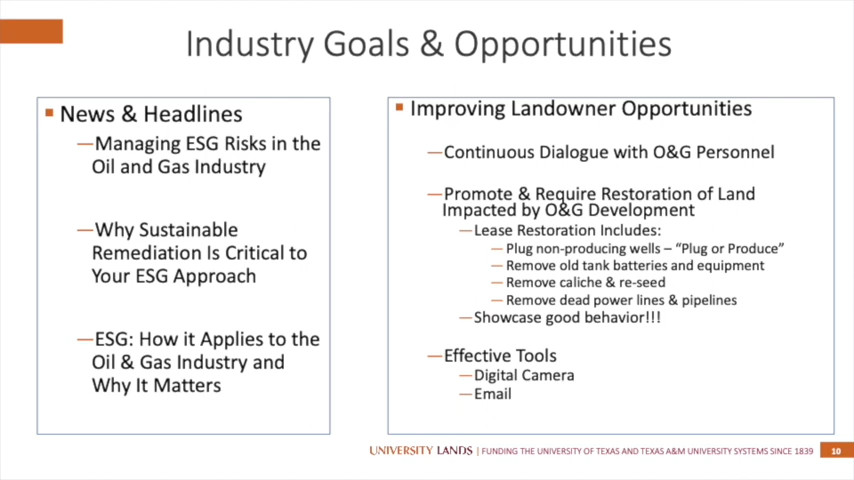 Industry Goals & Opportunities
News & Headlines
—Managing ESG Risks in the
Oil and Gas Industry
—Why Sustainable
Remediation Is Critical to
Your ESG Approach
—ESG: How it Applies to the
Oil & Gas Industry and
Why It Matters
Improving Landowner Opportunities
—Continuous Dialogue with O&G Personnel
—Promote & Require Restoration of Land
Impacted by O&G Development
—Lease Restoration Includes:
— Plug non-producing wells – “Plug or Produce”
— Remove old tank batteries and equipment
— Remove caliche & re-seed
— Remove dead power lines & pipelines
—Showcase good behavior!!!
—Effective Tools
—Digital Camera
—Email
UNIVERSITY LANDS | FUNDING THE UNIVERSITY OF TEXAS AND TEXAS A&M UNIVERSITY SYSTEMS SINCE 1839 10